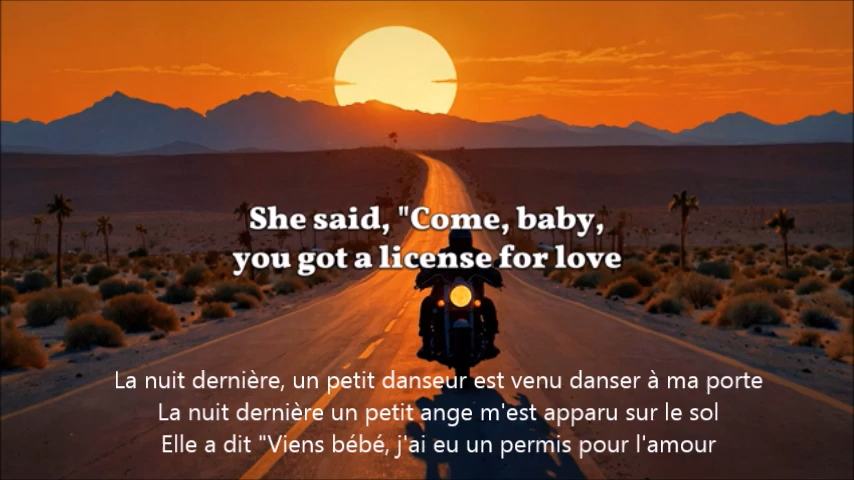 She said, "Come, baby,
you got a license for love
La nuit dernière, un petit danseur est venu danser à ma porte
La nuit dernière un petit ange m'est apparu sur le sol
Elle a dit "Viens bébé, j'ai eu un permis pour l'amour